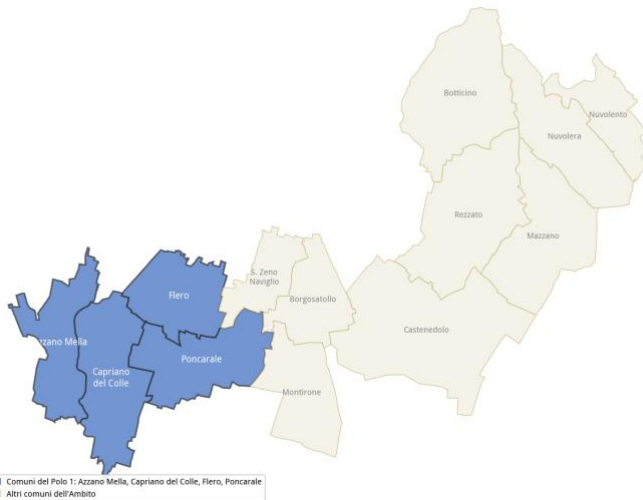 Botticino
Nuvolento
Nuvolera
Rezzato
Mazzano
S. Zeno
Naviglio
Flero
Borgosatollo
Castenedolo
zzano Mella
Poncarale
Capriano
del Colle
Montirone
Comuni del Polo 1: Azzano Mella, Capriano del Colle, Flero, Poncarale
Altri comuni dell'Ambito